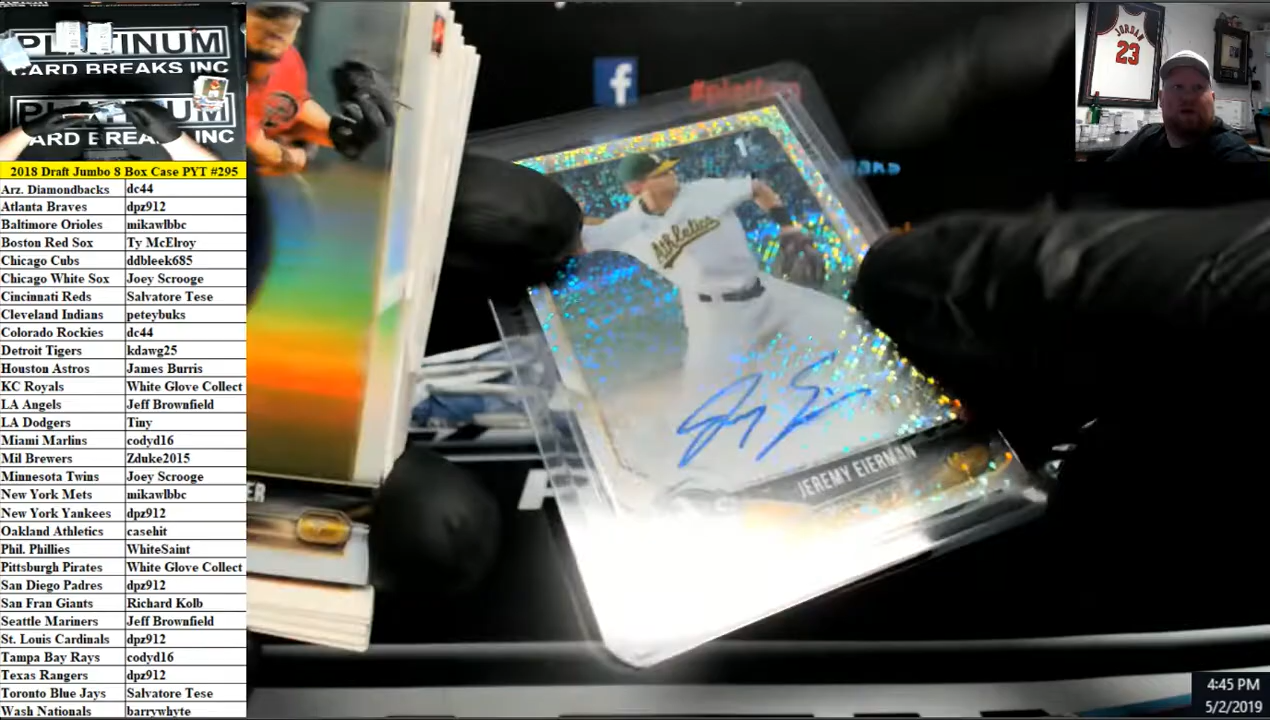 PLATINUM
CARD BREAKS INC
CARD BREAKS INC
2018 Draft Jumbo 8 Box Case PYT #295
Arz. Diamondbacks dc44
Atlanta Braves dpz912
Baltimore Orioles mikawlbbc
Boston Red Sox Ty McElroy
Chicago Cubs ddbleek685
Chicago White Sox Joey Scrooge
Cincinnati Reds Salvatore Tese
Cleveland Indians peteybuks
Colorado Rockies dc44
Detroit Tigers kdawg25
Houston Astros James Burris
KC Royals White Glove Collect
LA Angels Jeff Brownfield
LA Dodgers Tiny
Miami Marlins codyd16
Mil Brewers Zduke2015
Minnesota Twins Joey Scrooge
New York Mets mikawlbbc
New York Yankees dpz912
Oakland Athletics casehit
Phil. Phillies WhiteSaint
Pittsburgh Pirates White Glove Collect
San Diego Padres dpz912
San Fran Giants Richard Kolb
Seattle Mariners Jeff Brownfield
St. Louis Cardinals dpz912
Tampa Bay Rays codyd16
Texas Rangers dpz912
Toronto Blue Jays Salvatore Tese
Wash Nationals barrywhyte
f
1st
Athletics
JEREMY EIERMAN
JORDAN
23
4:45 PM
5/2/2019